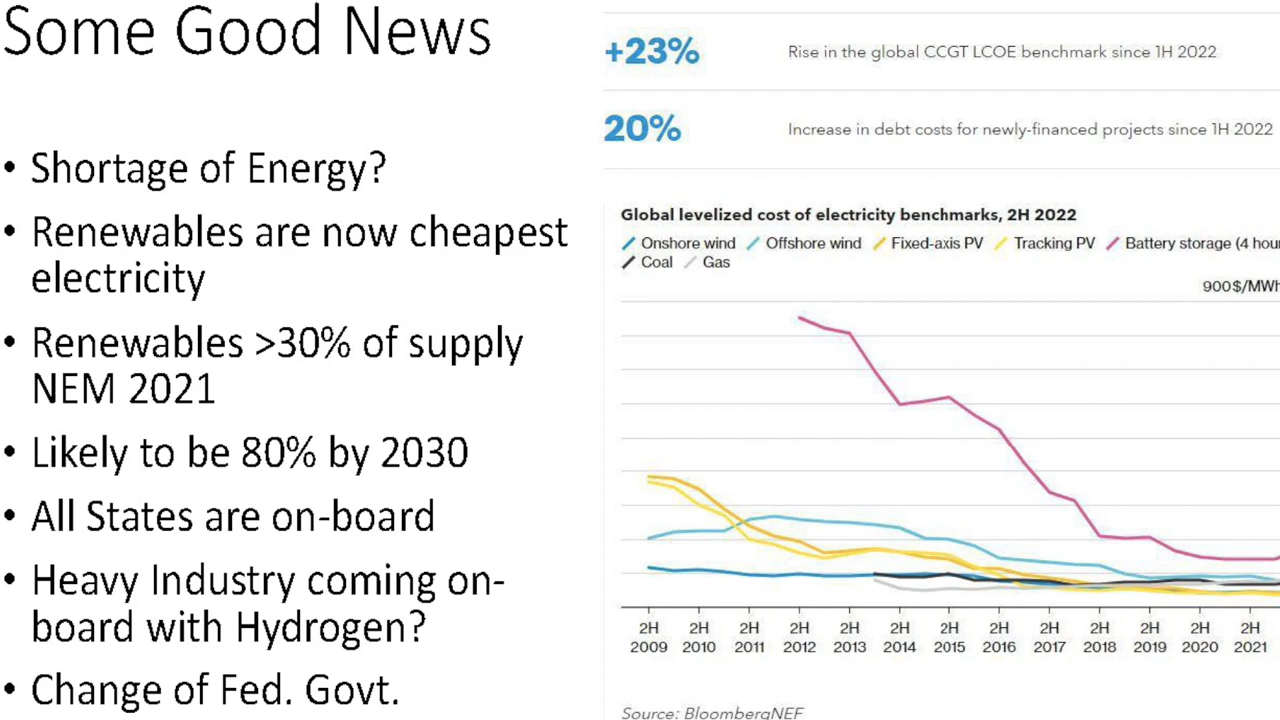 Some Good News
• Shortage of Energy?
• Renewables are now cheapest
electricity
• Renewables >30% of supply
NEM 2021
• Likely to be 80% by 2030
• All States are on-board
• Heavy Industry coming on-
board with Hydrogen?
• Change of Fed. Govt.
+23% Rise in the global CCGT LCOE benchmark since 1H 2022
20% Increase in debt costs for newly-financed projects since 1H 2022
Global levelized cost of electricity benchmarks, 2H 2022
Onshore wind Offshore wind Fixed-axis PV Tracking PV Battery storage (4 hour
Coal Gas
900$/MWh
2H 2H 2H 2H 2H 2H 2H 2H 2H 2H 2H 2H 2H
2009 2010 2011 2012 2013 2014 2015 2016 2017 2018 2019 2020 2021
Source: BloombergNEF